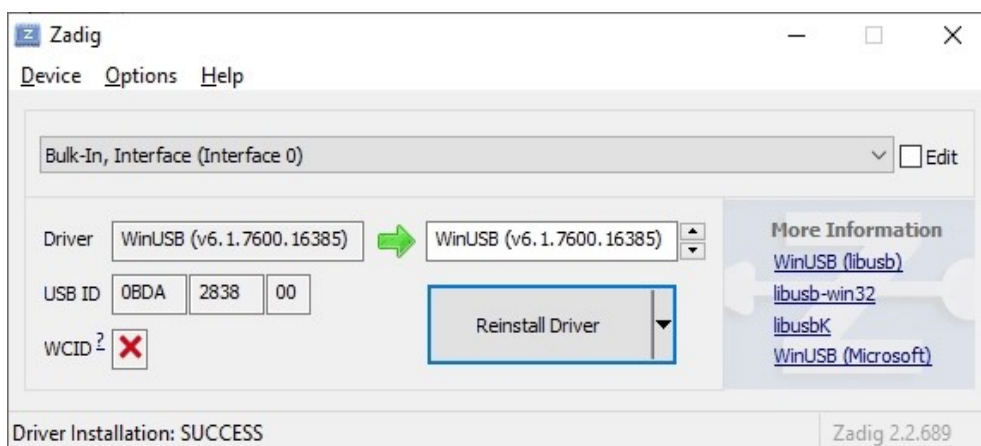 Zadig
Device Options Help
Bulk-In, Interface (Interface 0)
Edit
Driver WinUSB (v6.1.7600.16385) WinUSB (v6.1.7600.16385)
USB ID 0BDA 2838 00
WCID ?
Reinstall Driver
More Information
WinUSB (libusb)
libusb-win32
libusbK
WinUSB (Microsoft)
Driver Installation: SUCCESS
Zadig 2.2.689